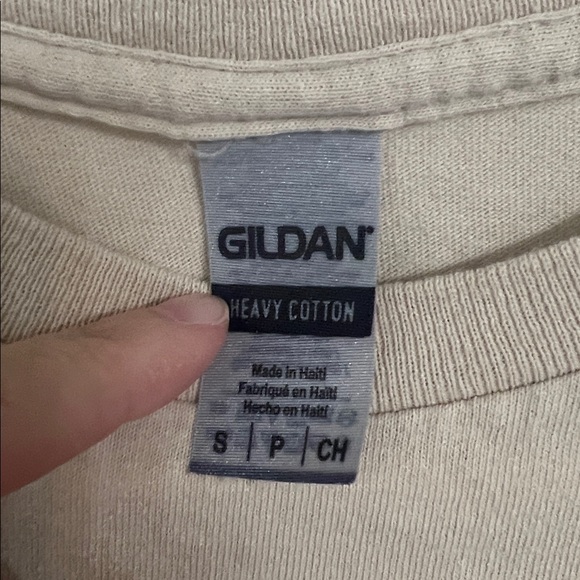 GILDAN®
HEAVY COTTON
Made in Haiti
Fabriqué en Haïti
Hecho en Haití
S | P | CH